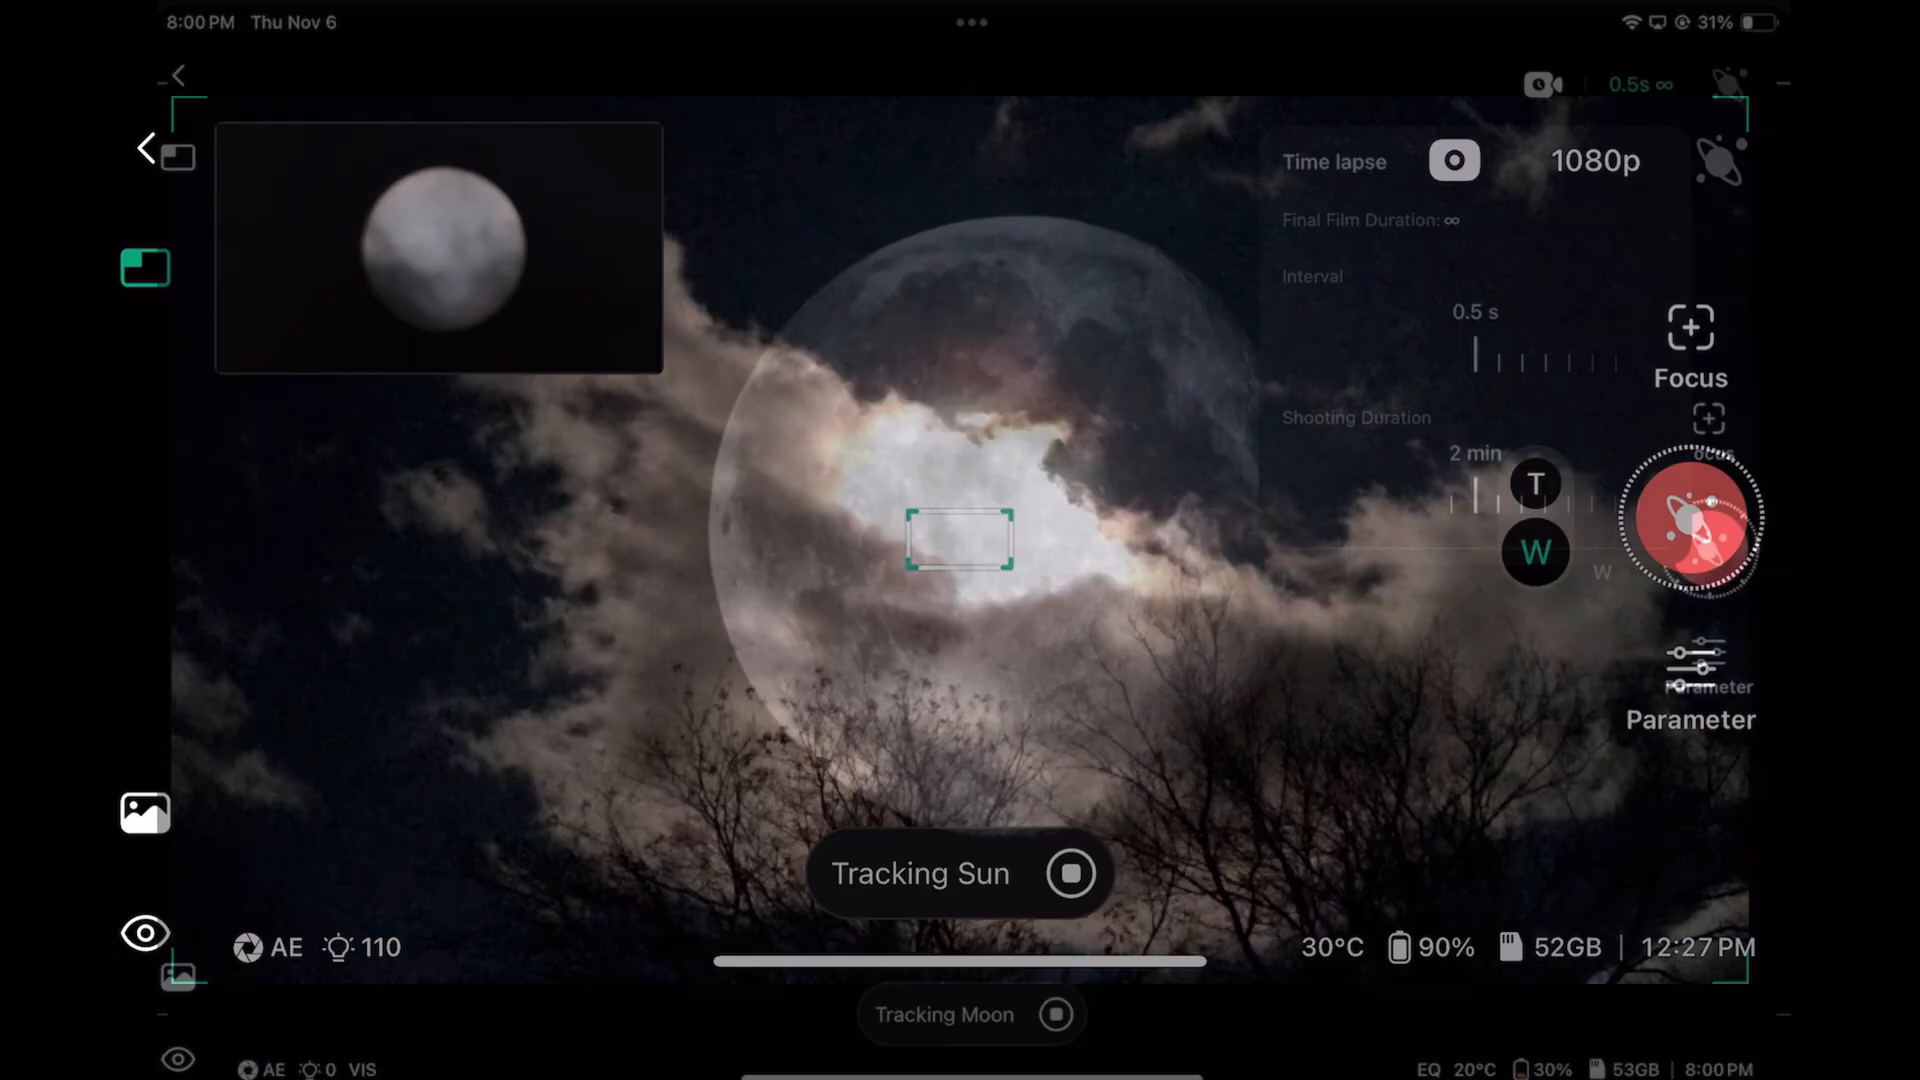 8:00 PM Thu Nov 6
31%
0.5s ∞
Time lapse
1080p
Final Film Duration: ∞
Interval
0.5 s
Focus
Shooting Duration
ocus
2 min
T
W
W
Parameter
Parameter
Tracking Sun
AE 110
30°C 90% 52GB | 12:27 PM
Tracking Moon
AE 0 VIS
EQ 20°C 30% 53GB | 8:00 PM